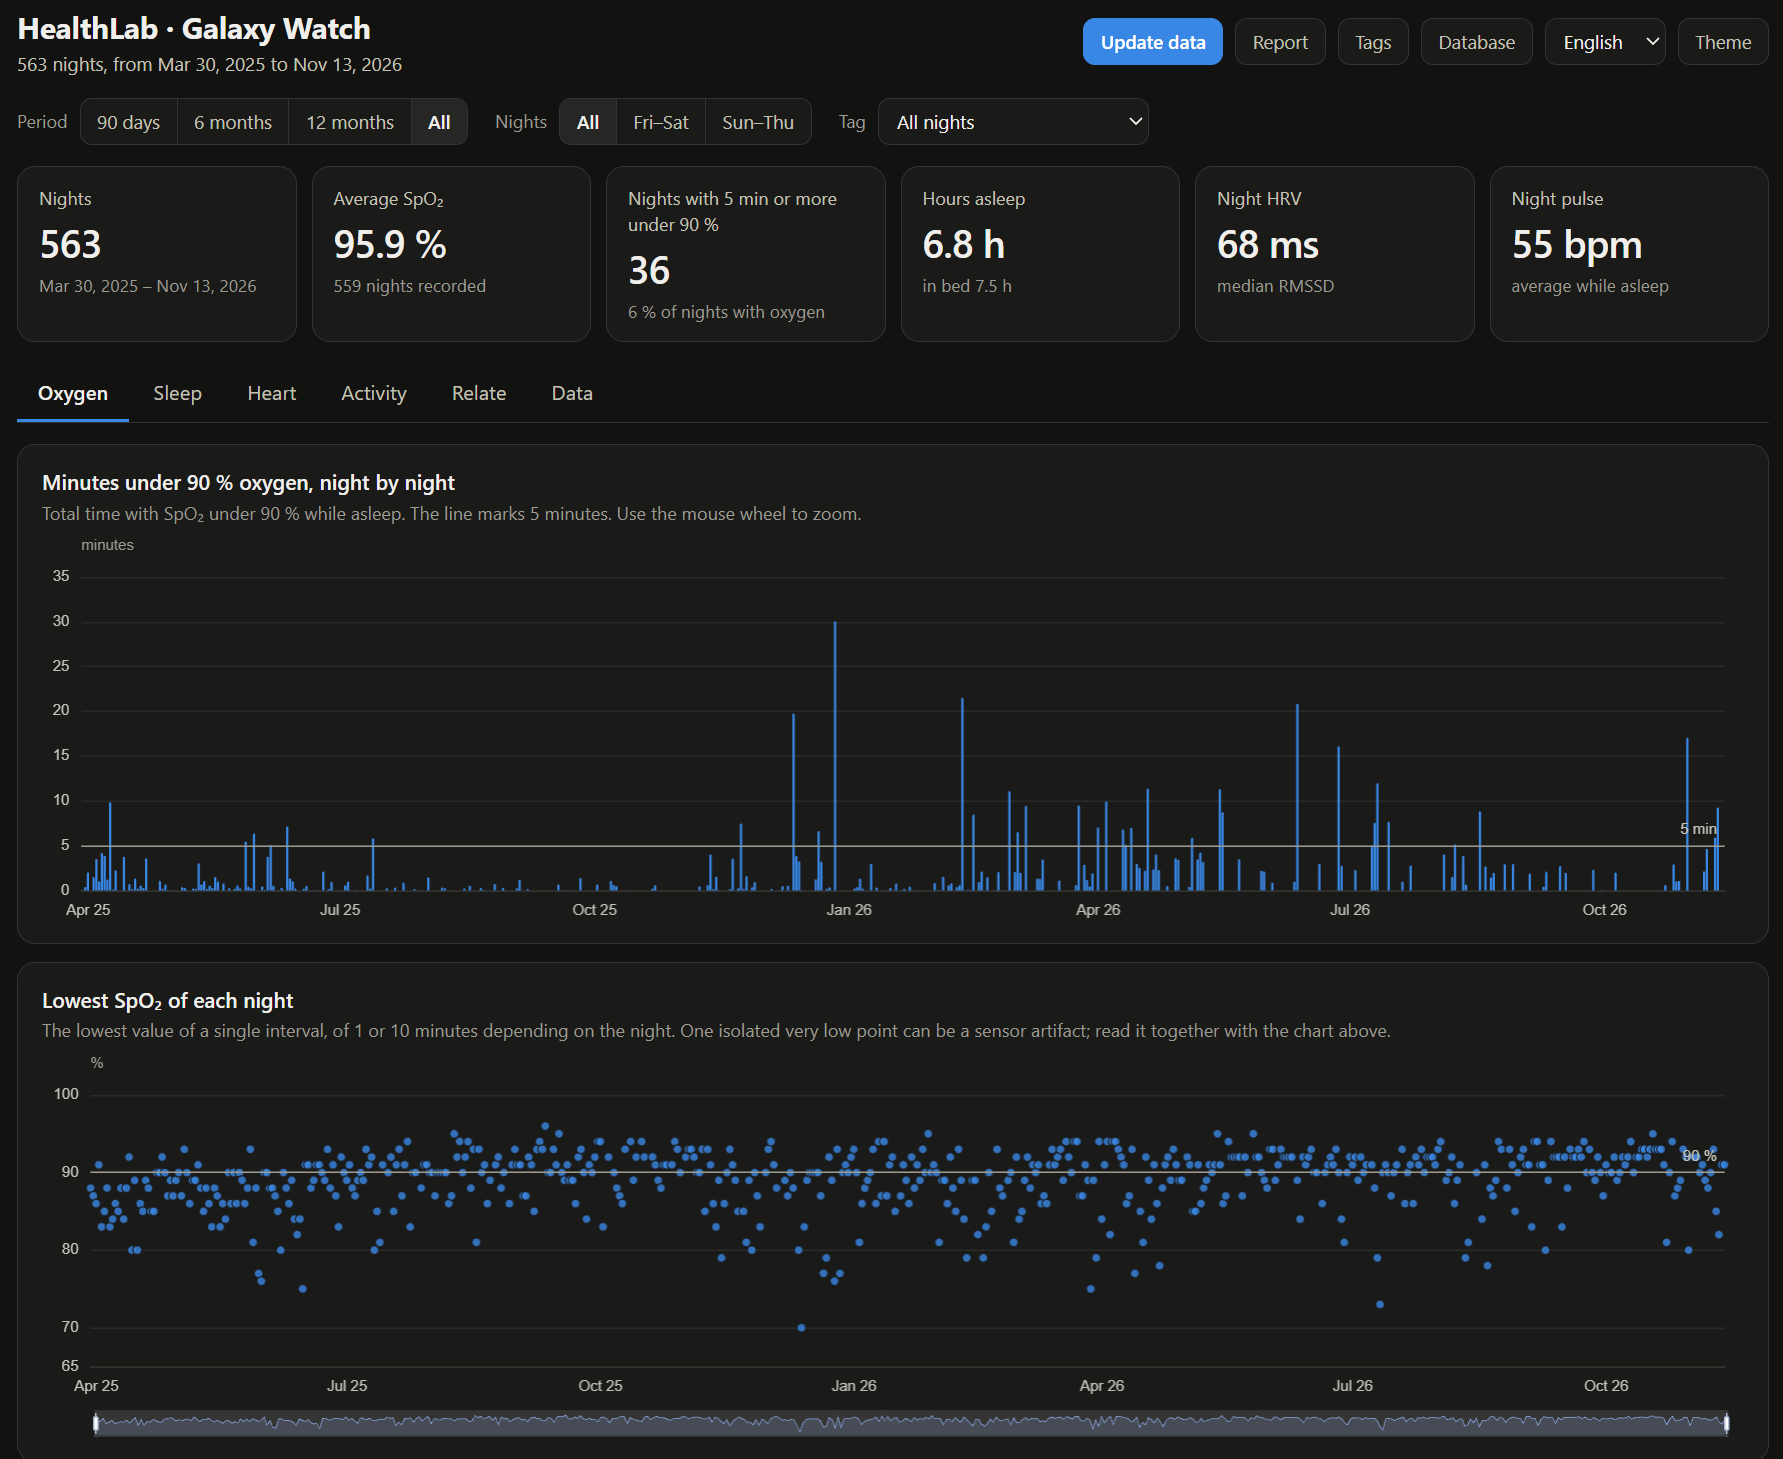 HealthLab · Galaxy Watch
563 nights, from Mar 30, 2025 to Nov 13, 2026
Update data
Report
Tags
Database
English
Theme
Period
90 days
6 months
12 months
All
Nights
All
Fri–Sat
Sun–Thu
Tag
All nights
Nights
563
Mar 30, 2025 – Nov 13, 2026
Average SpO₂
95.9 %
559 nights recorded
Nights with 5 min or more
under 90 %
36
6 % of nights with oxygen
Hours asleep
6.8 h
in bed 7.5 h
Night HRV
68 ms
median RMSSD
Night pulse
55 bpm
average while asleep
Oxygen
Sleep
Heart
Activity
Relate
Data
Minutes under 90 % oxygen, night by night
Total time with SpO₂ under 90 % while asleep. The line marks 5 minutes. Use the mouse wheel to zoom.
minutes
35
30
25
20
15
10
5
0
5 min
Apr 25
Jul 25
Oct 25
Jan 26
Apr 26
Jul 26
Oct 26
Lowest SpO₂ of each night
The lowest value of a single interval, of 1 or 10 minutes depending on the night. One isolated very low point can be a sensor artifact; read it together with the chart above.
%
100
90
80
70
65
90 %
Apr 25
Jul 25
Oct 25
Jan 26
Apr 26
Jul 26
Oct 26